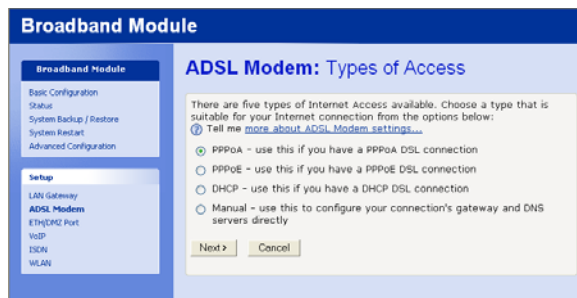 Broadband Module
Broadband Module
Basic Configuration
Status
System Backup / Restore
System Restart
Advanced Configuration
Setup
LAN Gateway
ADSL Modem
ETH/DMZ Port
VoIP
ISDN
WLAN
ADSL Modem: Types of Access
There are five types of Internet Access available. Choose a type that is
suitable for your Internet connection from the options below:
? Tell me more about ADSL Modem settings...
PPPoA - use this if you have a PPPoA DSL connection
PPPoE - use this if you have a PPPoE DSL connection
DHCP - use this if you have a DHCP DSL connection
Manual - use this to configure your connection's gateway and DNS
servers directly
Next >
Cancel